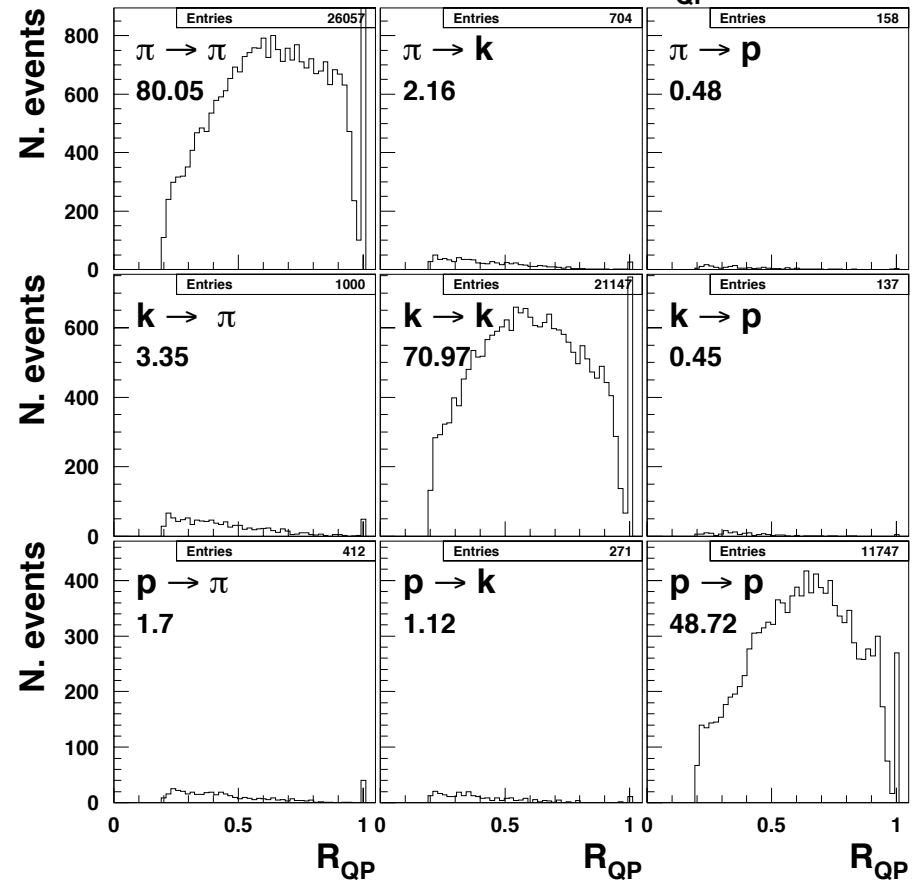 QP
N. events
Entries 26057
π → π
80.05
800
600
400
200
0
Entries 704
π → k
2.16
Entries 158
π → p
0.48
N. events
Entries 1000
k → π
3.35
600
400
200
0
Entries 21147
k → k
70.97
Entries 137
k → p
0.45
N. events
Entries 412
p → π
1.7
400
300
200
100
0
Entries 271
p → k
1.12
Entries 11747
p → p
48.72
0 0.5 1 0 0.5 1 0 0.5 1
R_QP R_QP R_QP